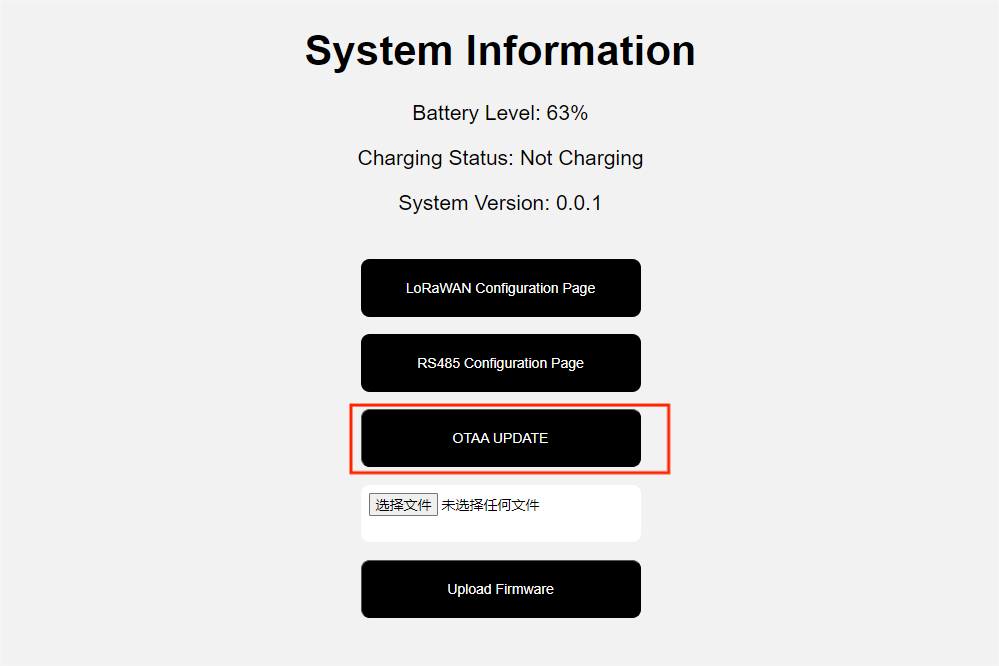 System Information
Battery Level: 63%
Charging Status: Not Charging
System Version: 0.0.1
LoRaWAN Configuration Page
RS485 Configuration Page
OTAA UPDATE
选择文件 未选择任何文件
Upload Firmware